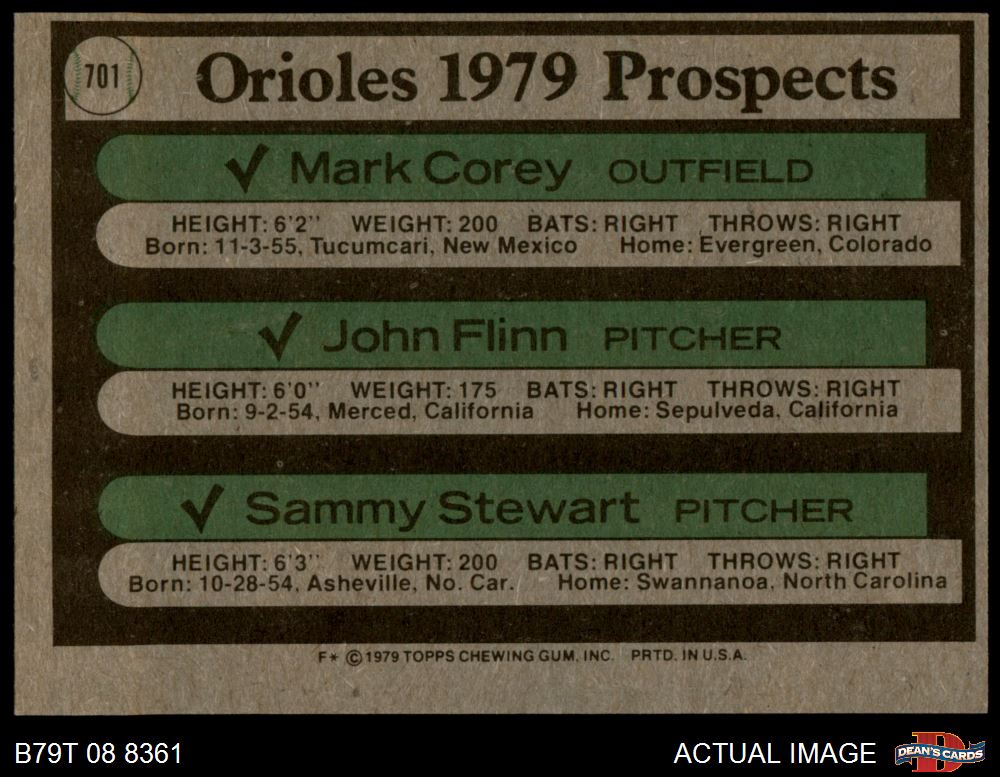 701
Orioles 1979 Prospects
✓ Mark Corey OUTFIELD
HEIGHT: 6'2" WEIGHT: 200 BATS: RIGHT THROWS: RIGHT
Born: 11-3-55, Tucumcari, New Mexico Home: Evergreen, Colorado
✓ John Flinn PITCHER
HEIGHT: 6'0" WEIGHT: 175 BATS: RIGHT THROWS: RIGHT
Born: 9-2-54, Merced, California Home: Sepulveda, California
✓ Sammy Stewart PITCHER
HEIGHT: 6'3" WEIGHT: 200 BATS: RIGHT THROWS: RIGHT
Born: 10-28-54, Asheville, No. Car. Home: Swannanoa, North Carolina
F* © 1979 TOPPS CHEWING GUM, INC. PRTD. IN U.S.A.
B79T 08 8361 ACTUAL IMAGE DEAN'S CARDS